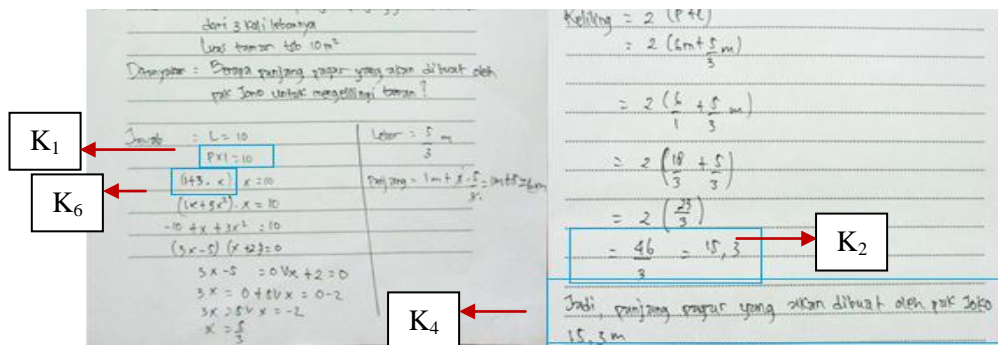 dari 3 kali lebarnya
Luas taman tsb 10 m²
Ditanyakan = Berapa panjang pagar yang akan dibuat oleh
pak Jono untuk mengelilingi taman?
Jawab : L = 10
P x l = 10
(1+3.x) x = 10
(1x+3x²).x = 10
-10 + x + 3x² = 10
(3x-5) (x+2) = 0
3x-5 = 0 V x+2 = 0
3x = 0+5 V x = 0-2
3x = 5 V x = -2
x = 5/3
Lebar = 5/3 m
Panjang = 1m + 3.5/3 = 1m+5 = 6m
Keliling = 2 (P+l)
= 2 (6m + 5/3 m)
= 2 (6/1 + 5/3 m)
= 2 (18/3 + 5/3)
= 2 (23/3)
= 46/3 = 15,3
Jadi, panjang pagar yang akan dibuat oleh pak Joko
15,3 m
K1
K6
K2
K4